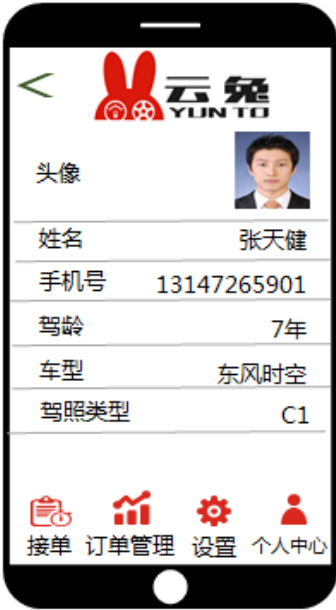 云兔
YUN TO
头像
姓名 张天健
手机号 13147265901
驾龄 7年
车型 东风时空
驾照类型 C1
接单 订单管理 设置 个人中心